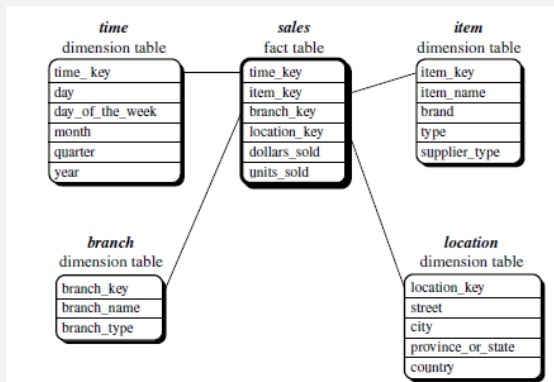 time
dimension table
time_ key
day
day_of_the_week
month
quarter
year
sales
fact table
time_key
item_key
branch_key
location_key
dollars_sold
units_sold
item
dimension table
item_key
item_name
brand
type
supplier_type
branch
dimension table
branch_key
branch_name
branch_type
location
dimension table
location_key
street
city
province_or_state
country